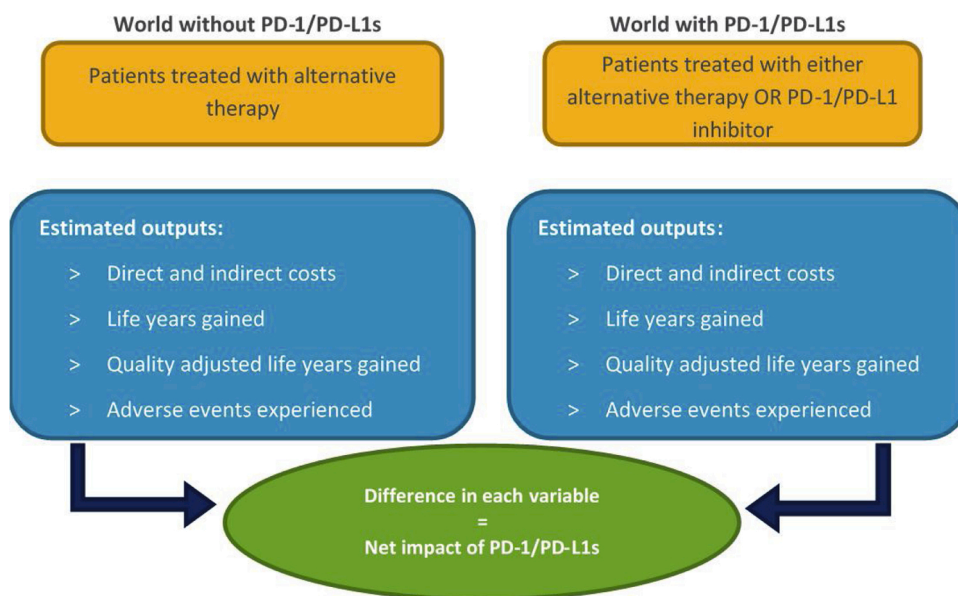 World without PD-1/PD-L1s
Patients treated with alternative
therapy
Estimated outputs:
> Direct and indirect costs
> Life years gained
> Quality adjusted life years gained
> Adverse events experienced
World with PD-1/PD-L1s
Patients treated with either
alternative therapy OR PD-1/PD-L1
inhibitor
Estimated outputs:
> Direct and indirect costs
> Life years gained
> Quality adjusted life years gained
> Adverse events experienced
Difference in each variable
=
Net impact of PD-1/PD-L1s